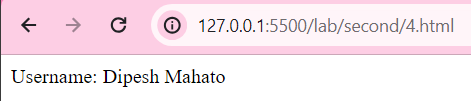 127.0.0.1:5500/lab/second/4.html
Username: Dipesh Mahato